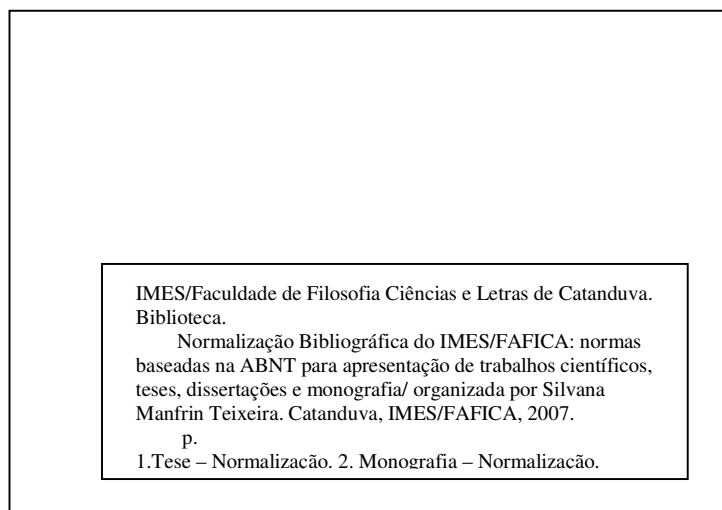 IMES/Faculdade de Filosofia Ciências e Letras de Catanduva.
Biblioteca.
Normalização Bibliográfica do IMES/FAFICA: normas
baseadas na ABNT para apresentação de trabalhos científicos,
teses, dissertações e monografia/ organizada por Silvana
Manfrin Teixeira. Catanduva, IMES/FAFICA, 2007.
p.
1.Tese – Normalização. 2. Monografia – Normalização.